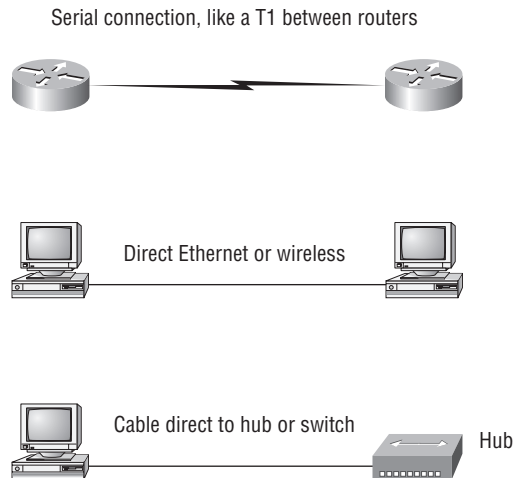 Serial connection, like a T1 between routers
Direct Ethernet or wireless
Cable direct to hub or switch
Hub